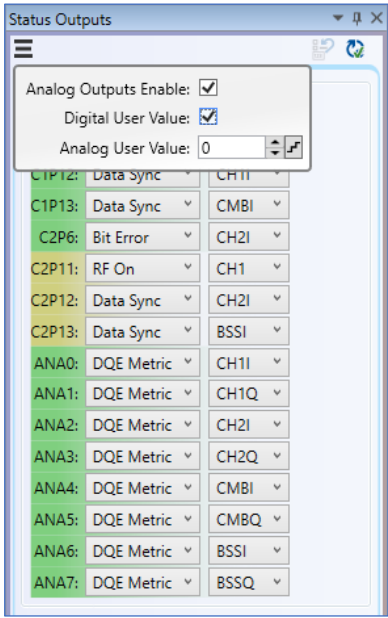 Status Outputs
Analog Outputs Enable:
Digital User Value:
Analog User Value: 0
C1P12: Data Sync CH1I
C1P13: Data Sync CMBI
C2P6: Bit Error CH2I
C2P11: RF On CH1
C2P12: Data Sync CH2I
C2P13: Data Sync BSSI
ANA0: DQE Metric CH1I
ANA1: DQE Metric CH1Q
ANA2: DQE Metric CH2I
ANA3: DQE Metric CH2Q
ANA4: DQE Metric CMBI
ANA5: DQE Metric CMBQ
ANA6: DQE Metric BSSI
ANA7: DQE Metric BSSQ